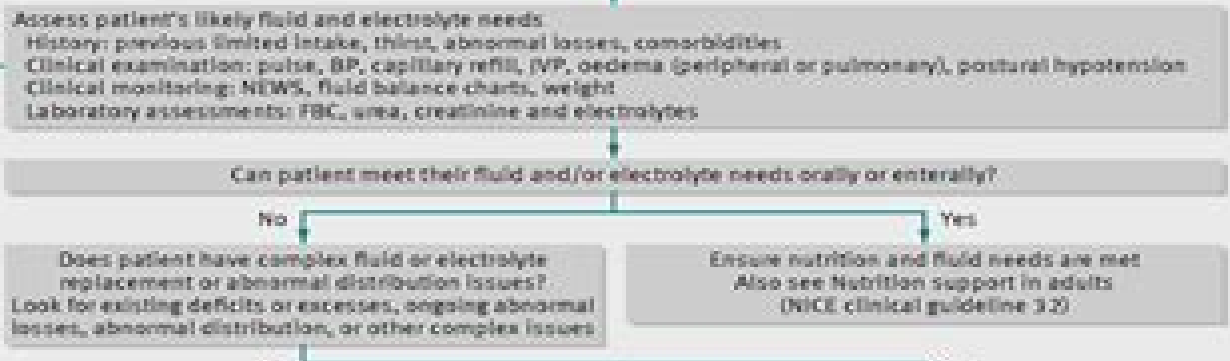 Assess patient's likely fluid and electrolyte needs
History: previous limited intake, thirst, abnormal losses, comorbidities
Clinical examination: pulse, BP, capillary refill, JVP, oedema (peripheral or pulmonary), postural hypotension
Clinical monitoring: NEWS, fluid balance charts, weight
Laboratory assessments: FBC, urea, creatinine and electrolytes
Can patient meet their fluid and/or electrolyte needs orally or enterally?
No
Yes
Does patient have complex fluid or electrolyte
replacement or abnormal distribution issues?
Look for existing deficits or excesses, ongoing abnormal
losses, abnormal distribution, or other complex issues
Ensure nutrition and fluid needs are met
Also see Nutrition support in adults
(NICE clinical guideline 32)